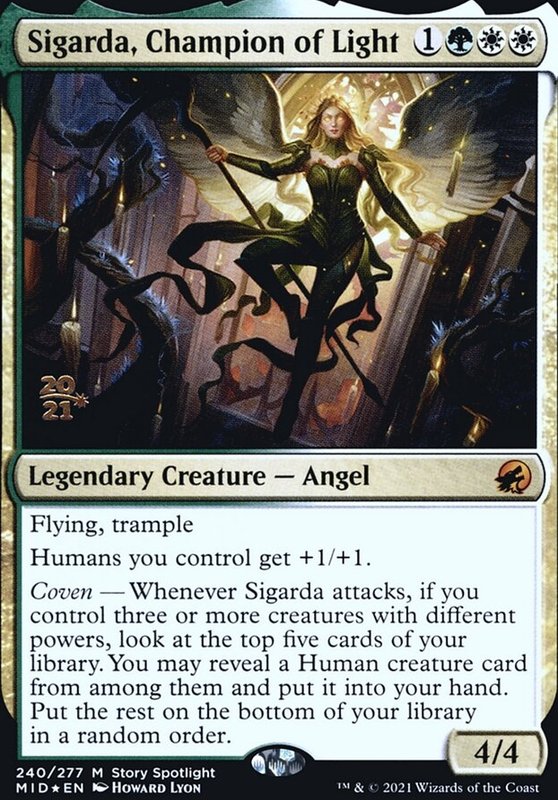 Sigarda, Champion of Light 1
20
21
Legendary Creature — Angel
Flying, trample
Humans you control get +1/+1.
Coven — Whenever Sigarda attacks, if you
control three or more creatures with different
powers, look at the top five cards of your
library. You may reveal a Human creature card
from among them and put it into your hand.
Put the rest on the bottom of your library
in a random order.
4/4
240/277 M Story Spotlight
MID★EN Howard Lyon
™ & © 2021 Wizards of the Coast